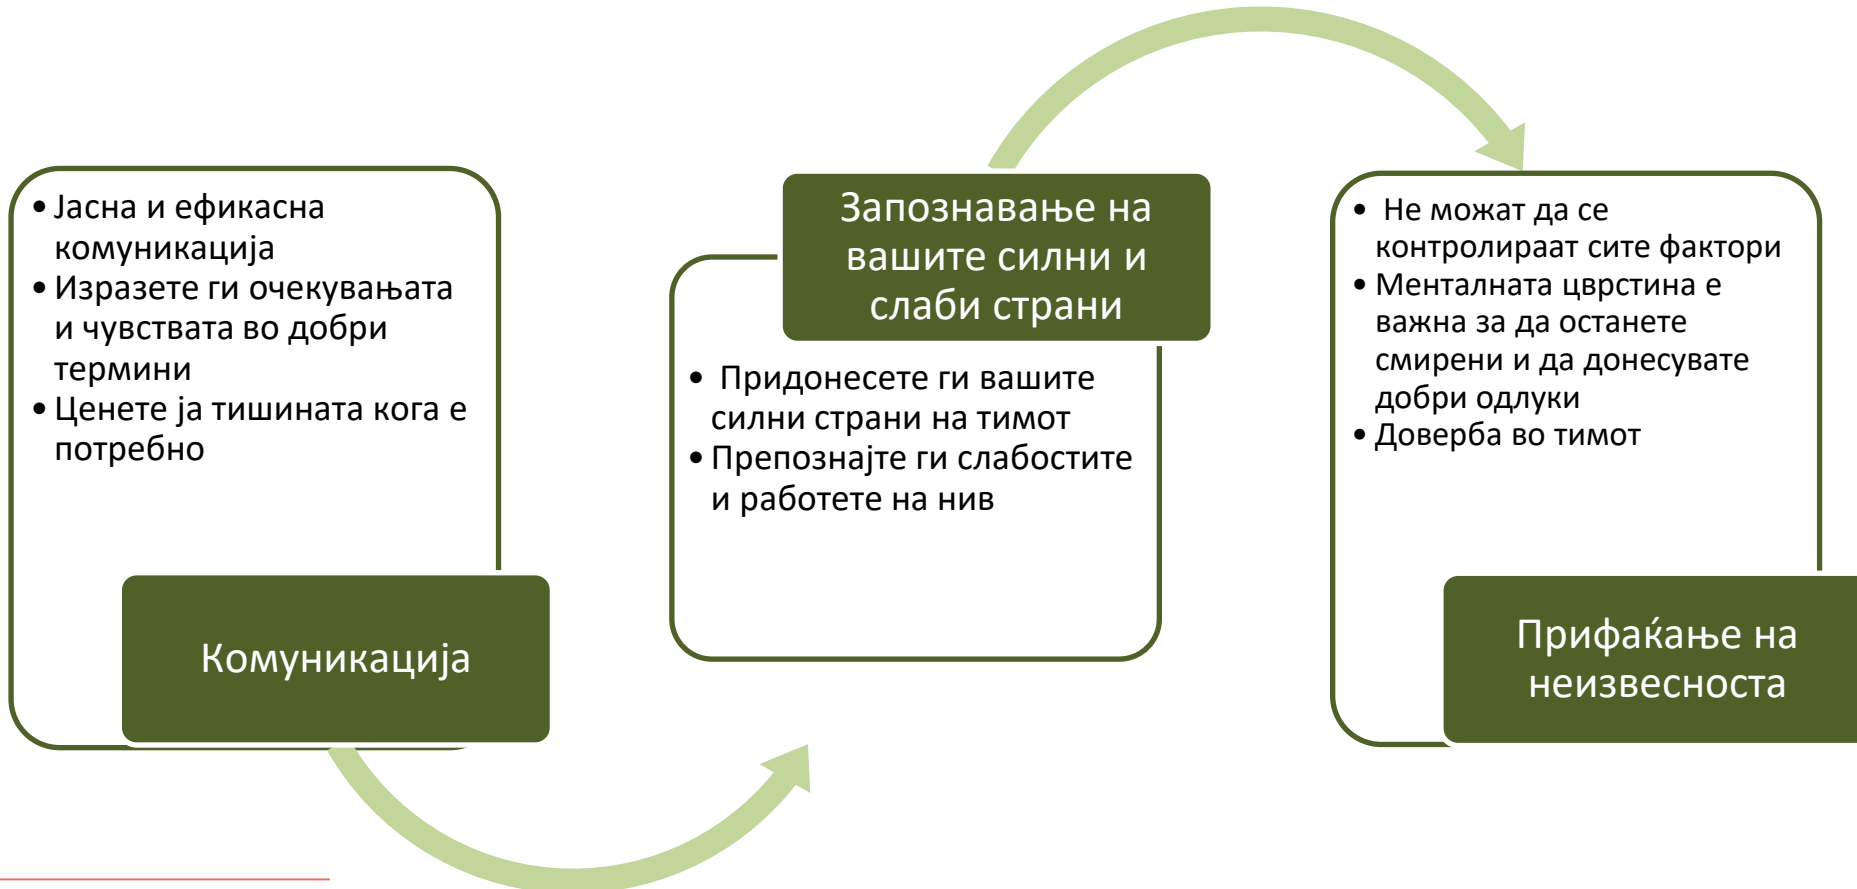 • Јасна и ефикасна
комуникација
• Изразете ги очекувањата
и чувствата во добри
термини
• Ценете ја тишината кога е
потребно
Комуникација
Запознавање на
вашите силни и
слаби страни
• Придонесете ги вашите
силни страни на тимот
• Препознајте ги слабостите
и работете на нив
• Не можат да се
контролираат сите фактори
• Менталната цврстина е
важна за да останете
смирени и да донесувате
добри одлуки
• Доверба во тимот
Прифаќање на
неизвесноста